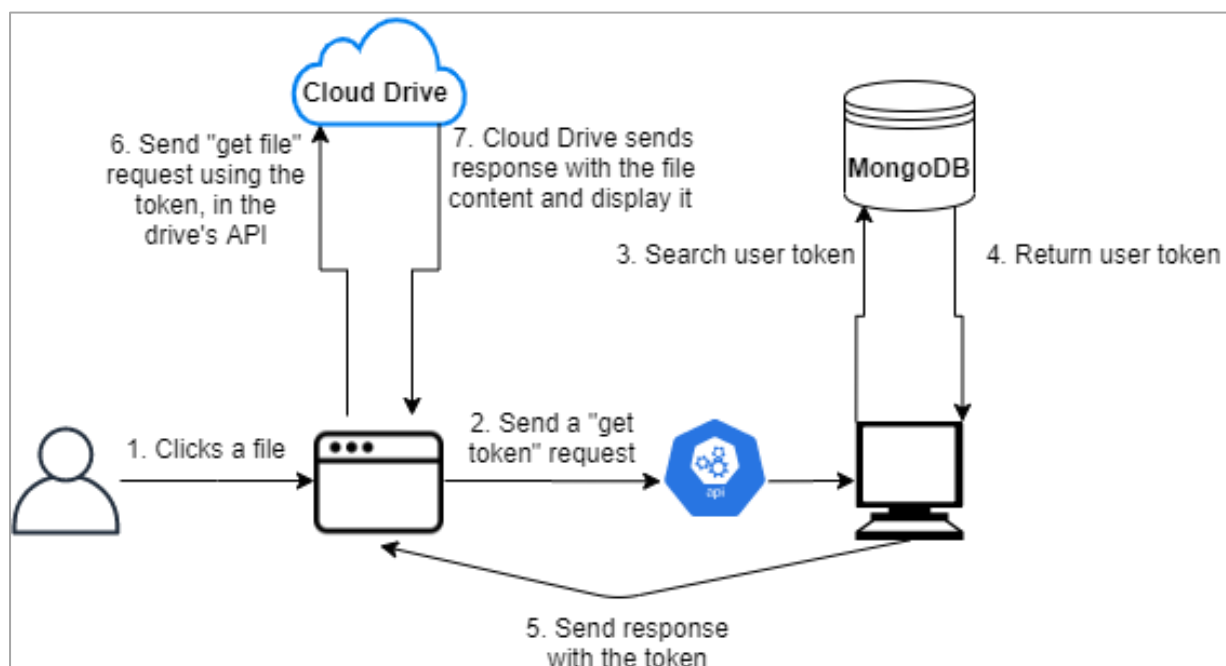 Cloud Drive
6. Send "get file"
request using the
token, in the
drive's API
7. Cloud Drive sends
response with the file
content and display it
MongoDB
3. Search user token
4. Return user token
1. Clicks a file
2. Send a "get
token" request
api
5. Send response
with the token